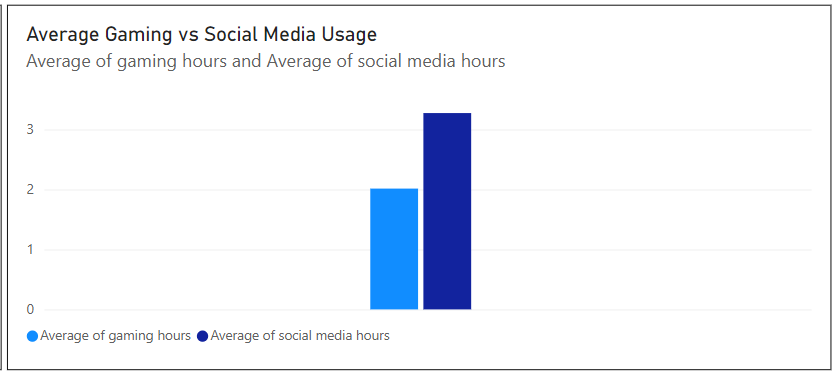 Average Gaming vs Social Media Usage
Average of gaming hours and Average of social media hours
3
2
1
0
Average of gaming hours Average of social media hours